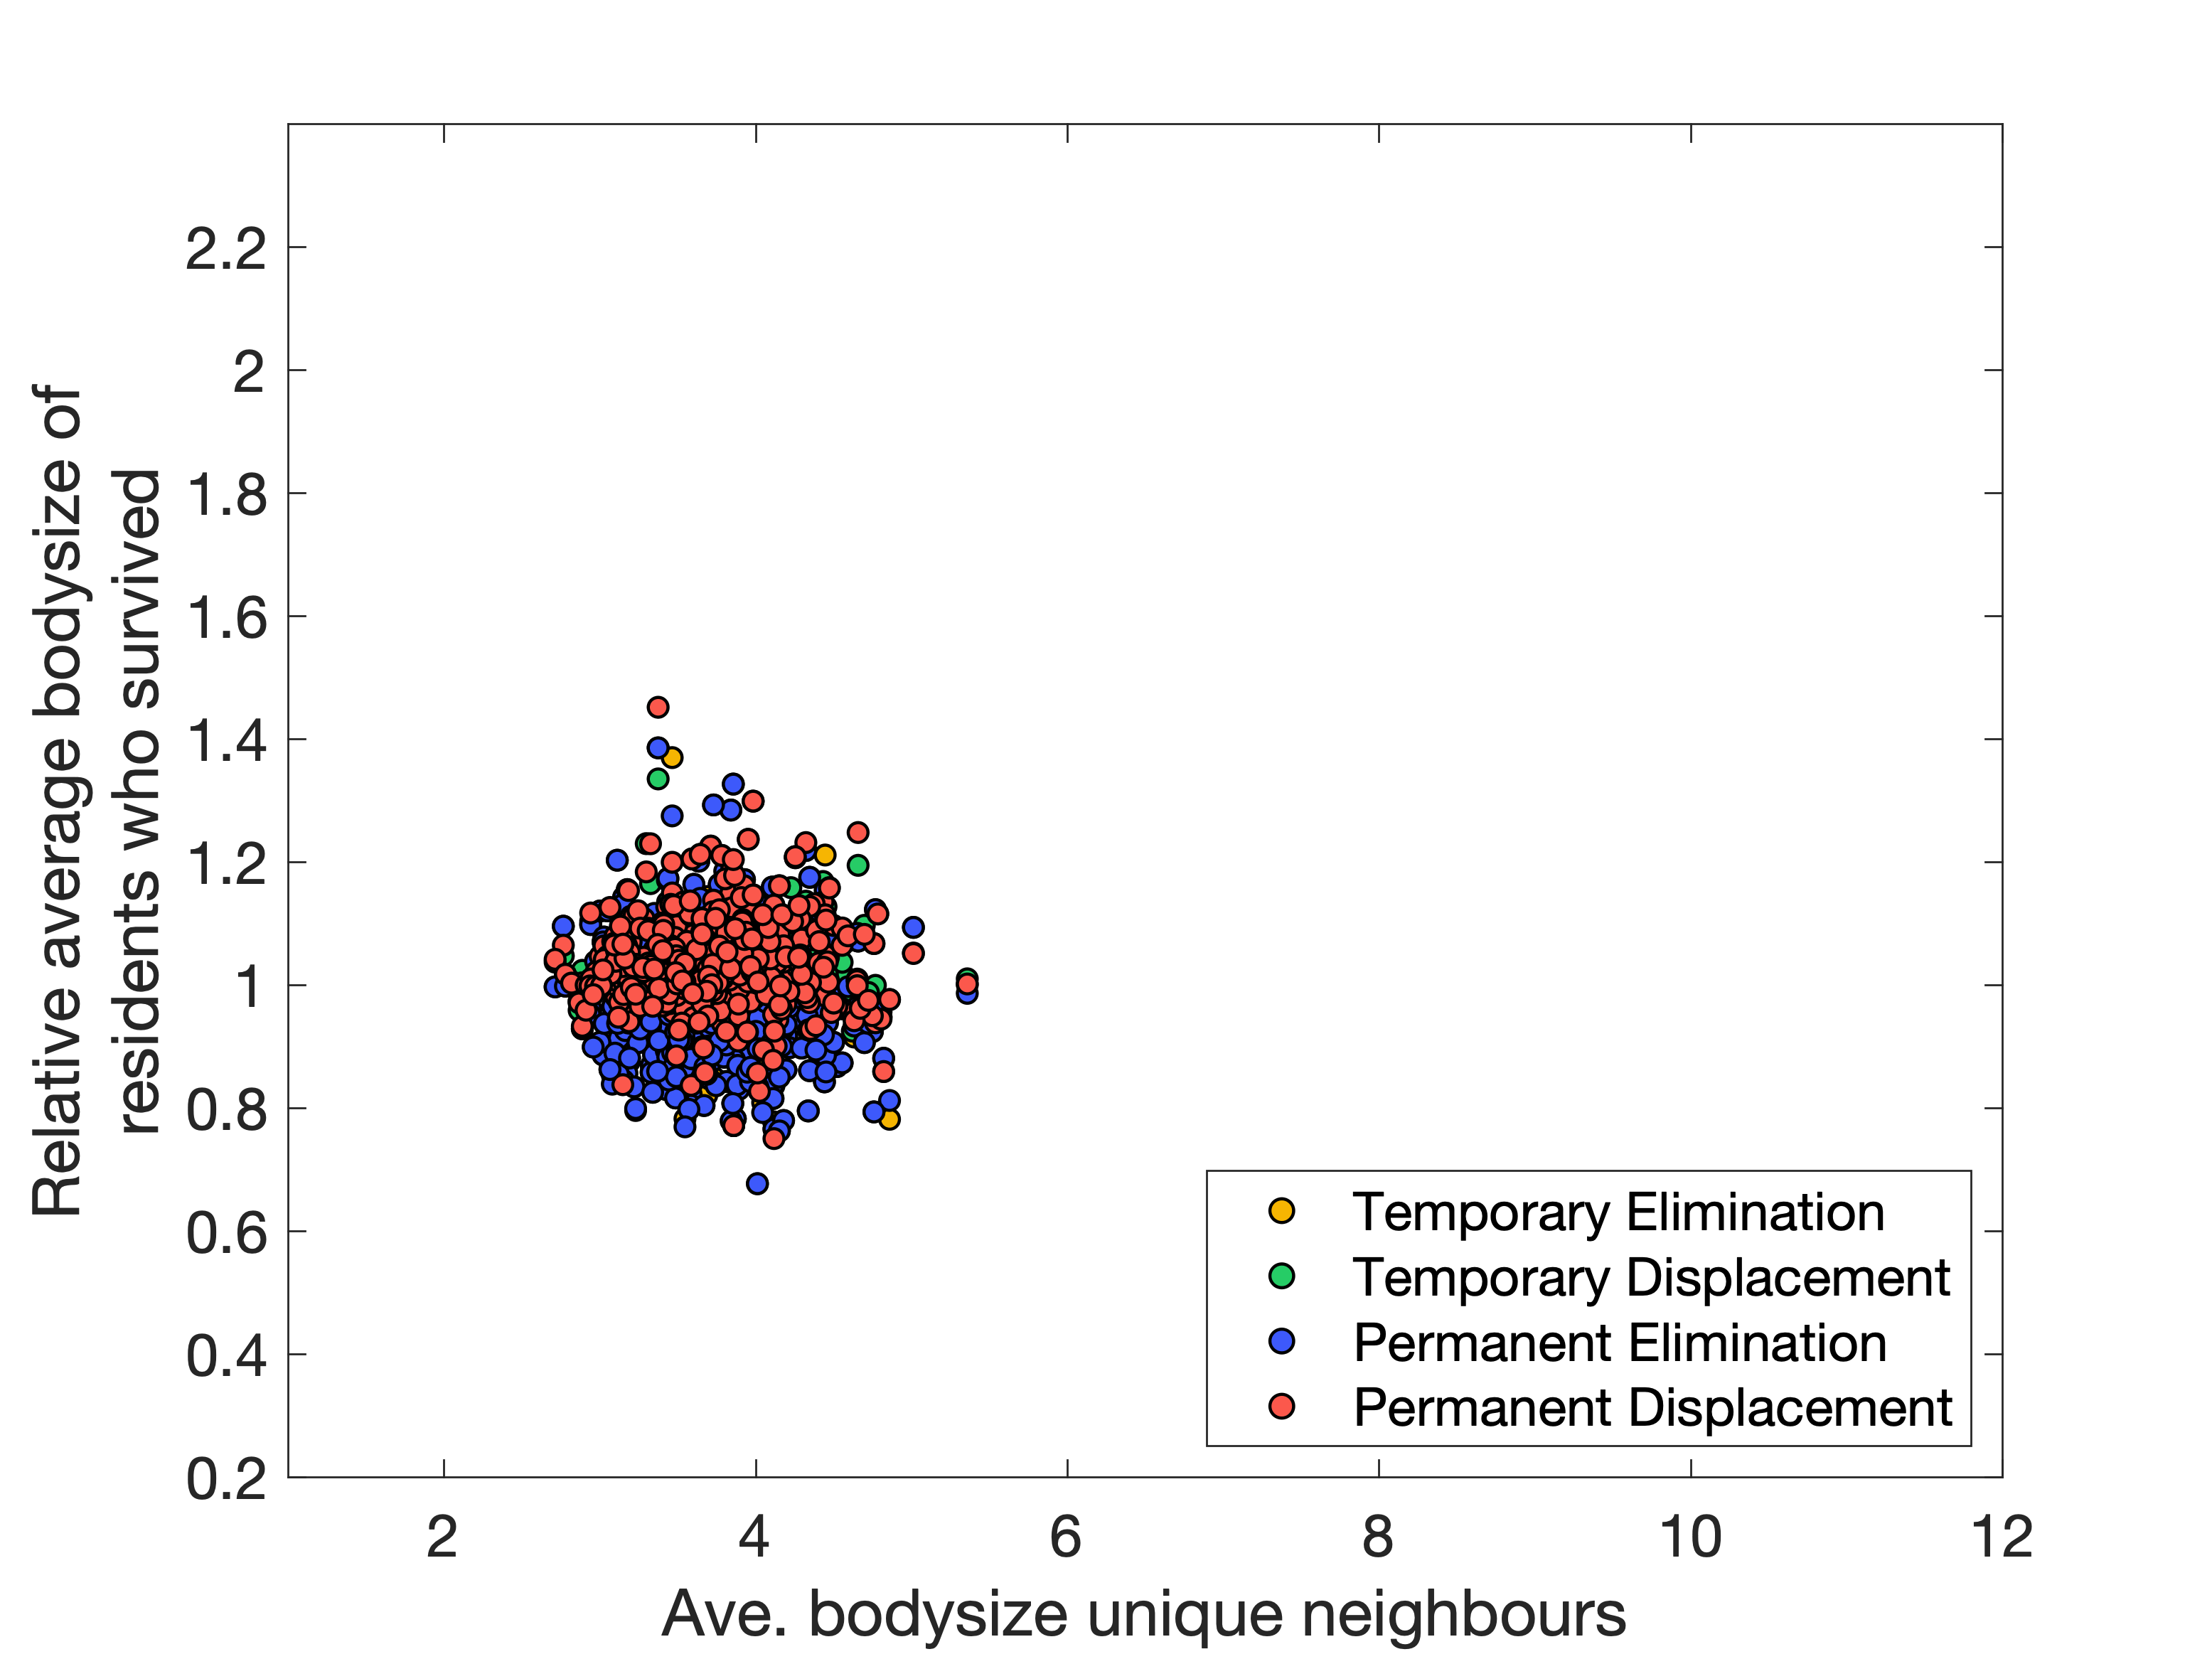 Relative average bodysize of
residents who survived
2.2
2
1.8
1.6
1.4
1.2
1
0.8
0.6
0.4
0.2
2
4
6
8
10
12
Ave. bodysize unique neighbours
Temporary Elimination
Temporary Displacement
Permanent Elimination
Permanent Displacement